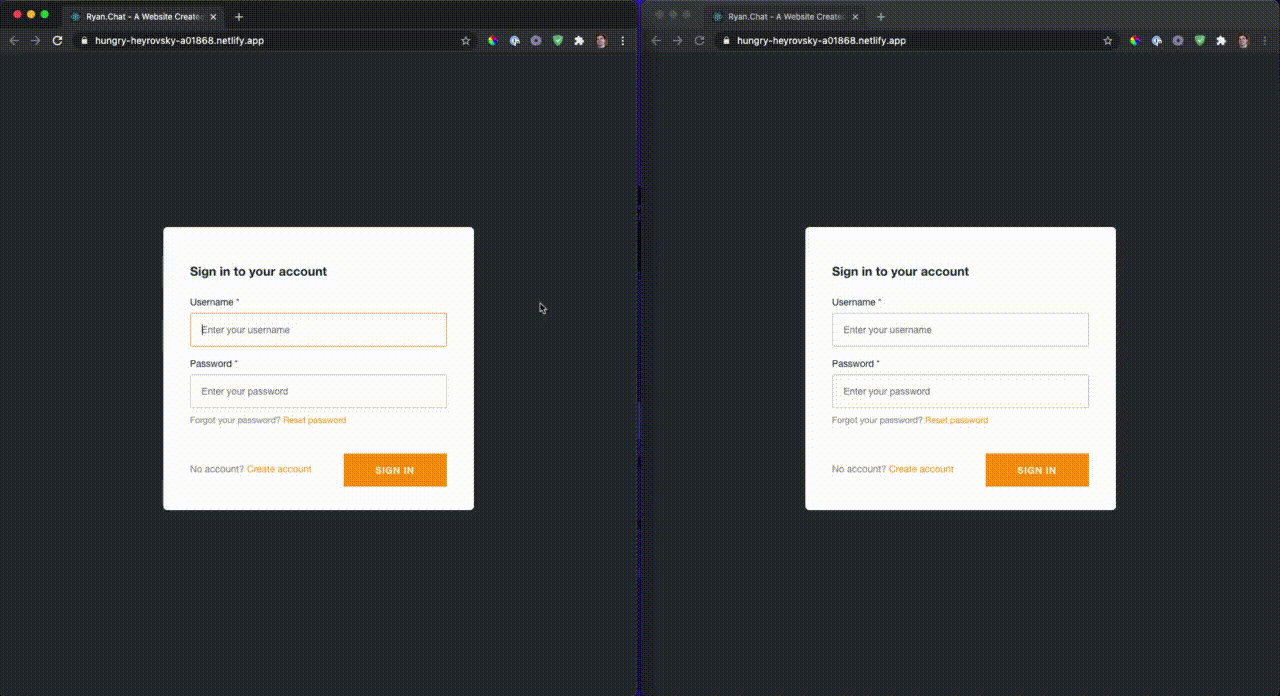 Ryan.Chat - A Website Create
hungry-heyrovsky-a01868.netlify.app
Sign in to your account
Username *
Enter your username
Password *
Enter your password
Forgot your password? Reset password
No account? Create account
SIGN IN
Ryan.Chat - A Website Create
hungry-heyrovsky-a01868.netlify.app
Sign in to your account
Username *
Enter your username
Password *
Enter your password
Forgot your password? Reset password
No account? Create account
SIGN IN